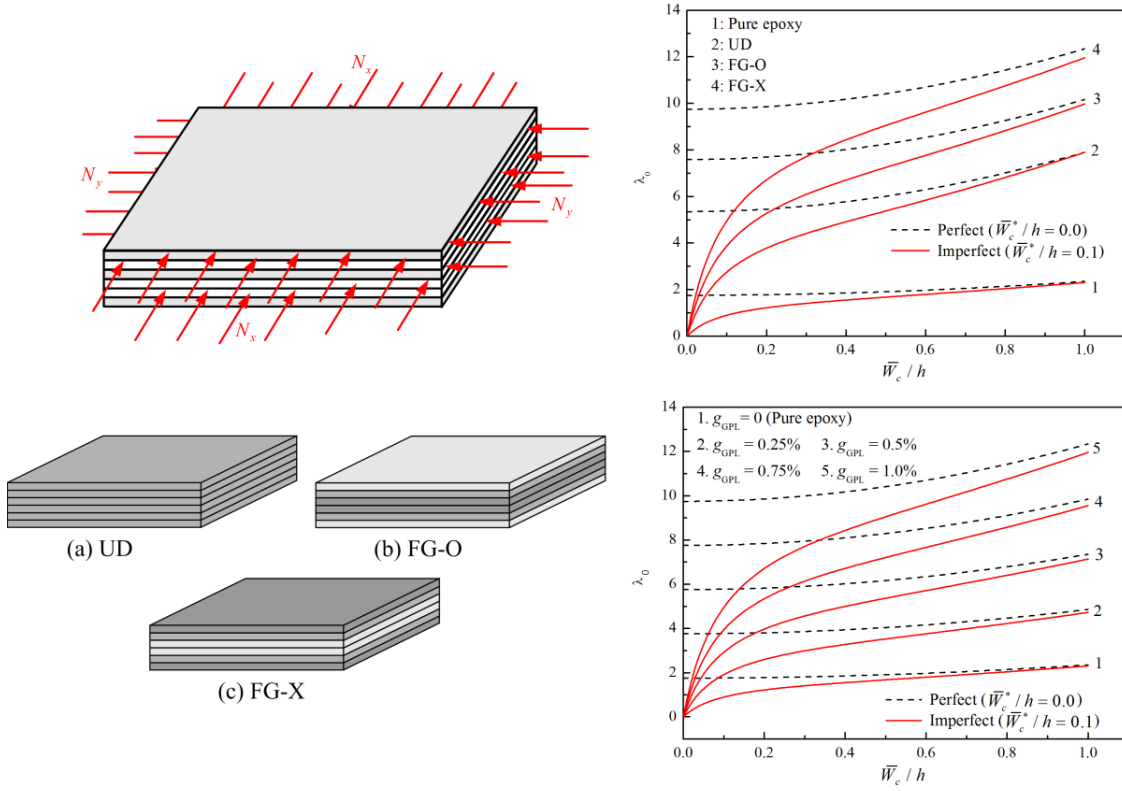 N_x
N_y
N_y
N_x
(a) UD
(b) FG-O
(c) FG-X
14
12
10
8
6
4
2
0
λ_0
1: Pure epoxy
2: UD
3: FG-O
4: FG-X
4
3
2
1
Perfect (W̅_c^* / h = 0.0)
Imperfect (W̅_c^* / h = 0.1)
0.0 0.2 0.4 0.6 0.8 1.0
W̅_c / h
14
12
10
8
6
4
2
0
λ_0
1. g_GPL = 0 (Pure epoxy)
2. g_GPL = 0.25% 3. g_GPL = 0.5%
4. g_GPL = 0.75% 5. g_GPL = 1.0%
5
4
3
2
1
Perfect (W̅_c^* / h = 0.0)
Imperfect (W̅_c^* / h = 0.1)
0.0 0.2 0.4 0.6 0.8 1.0
W̅_c / h